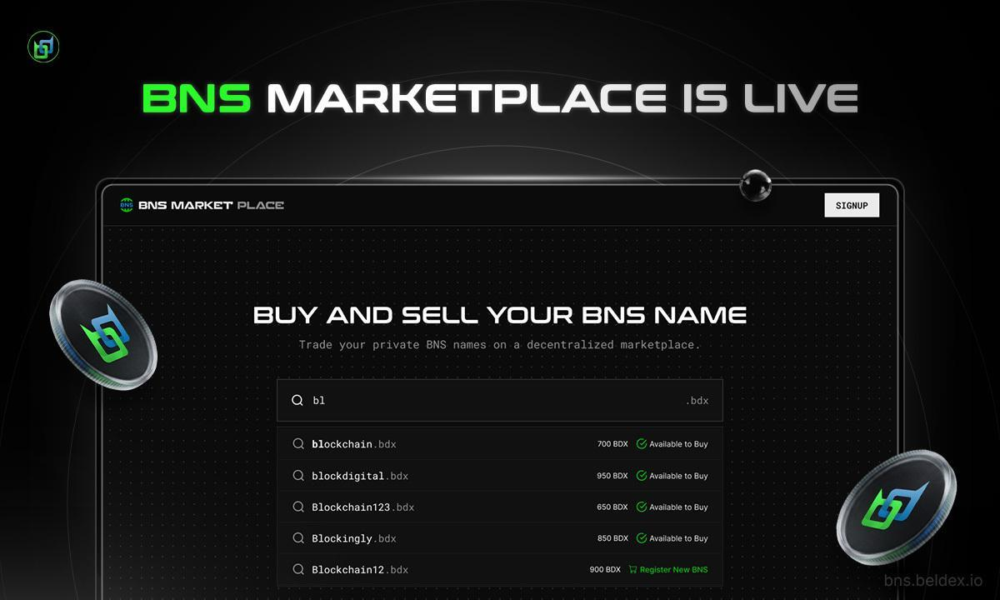 BNS MARKETPLACE IS LIVE
BNS BNS MARKET PLACE
SIGNUP
BUY AND SELL YOUR BNS NAME
Trade your private BNS names on a decentralized marketplace.
bl .bdx
blockchain.bdx 700 BDX Available to Buy
blockdigital.bdx 950 BDX Available to Buy
Blockchain123.bdx 650 BDX Available to Buy
Blockingly.bdx 850 BDX Available to Buy
Blockchain12.bdx 900 BDX Register New BNS
bns.beldex.io